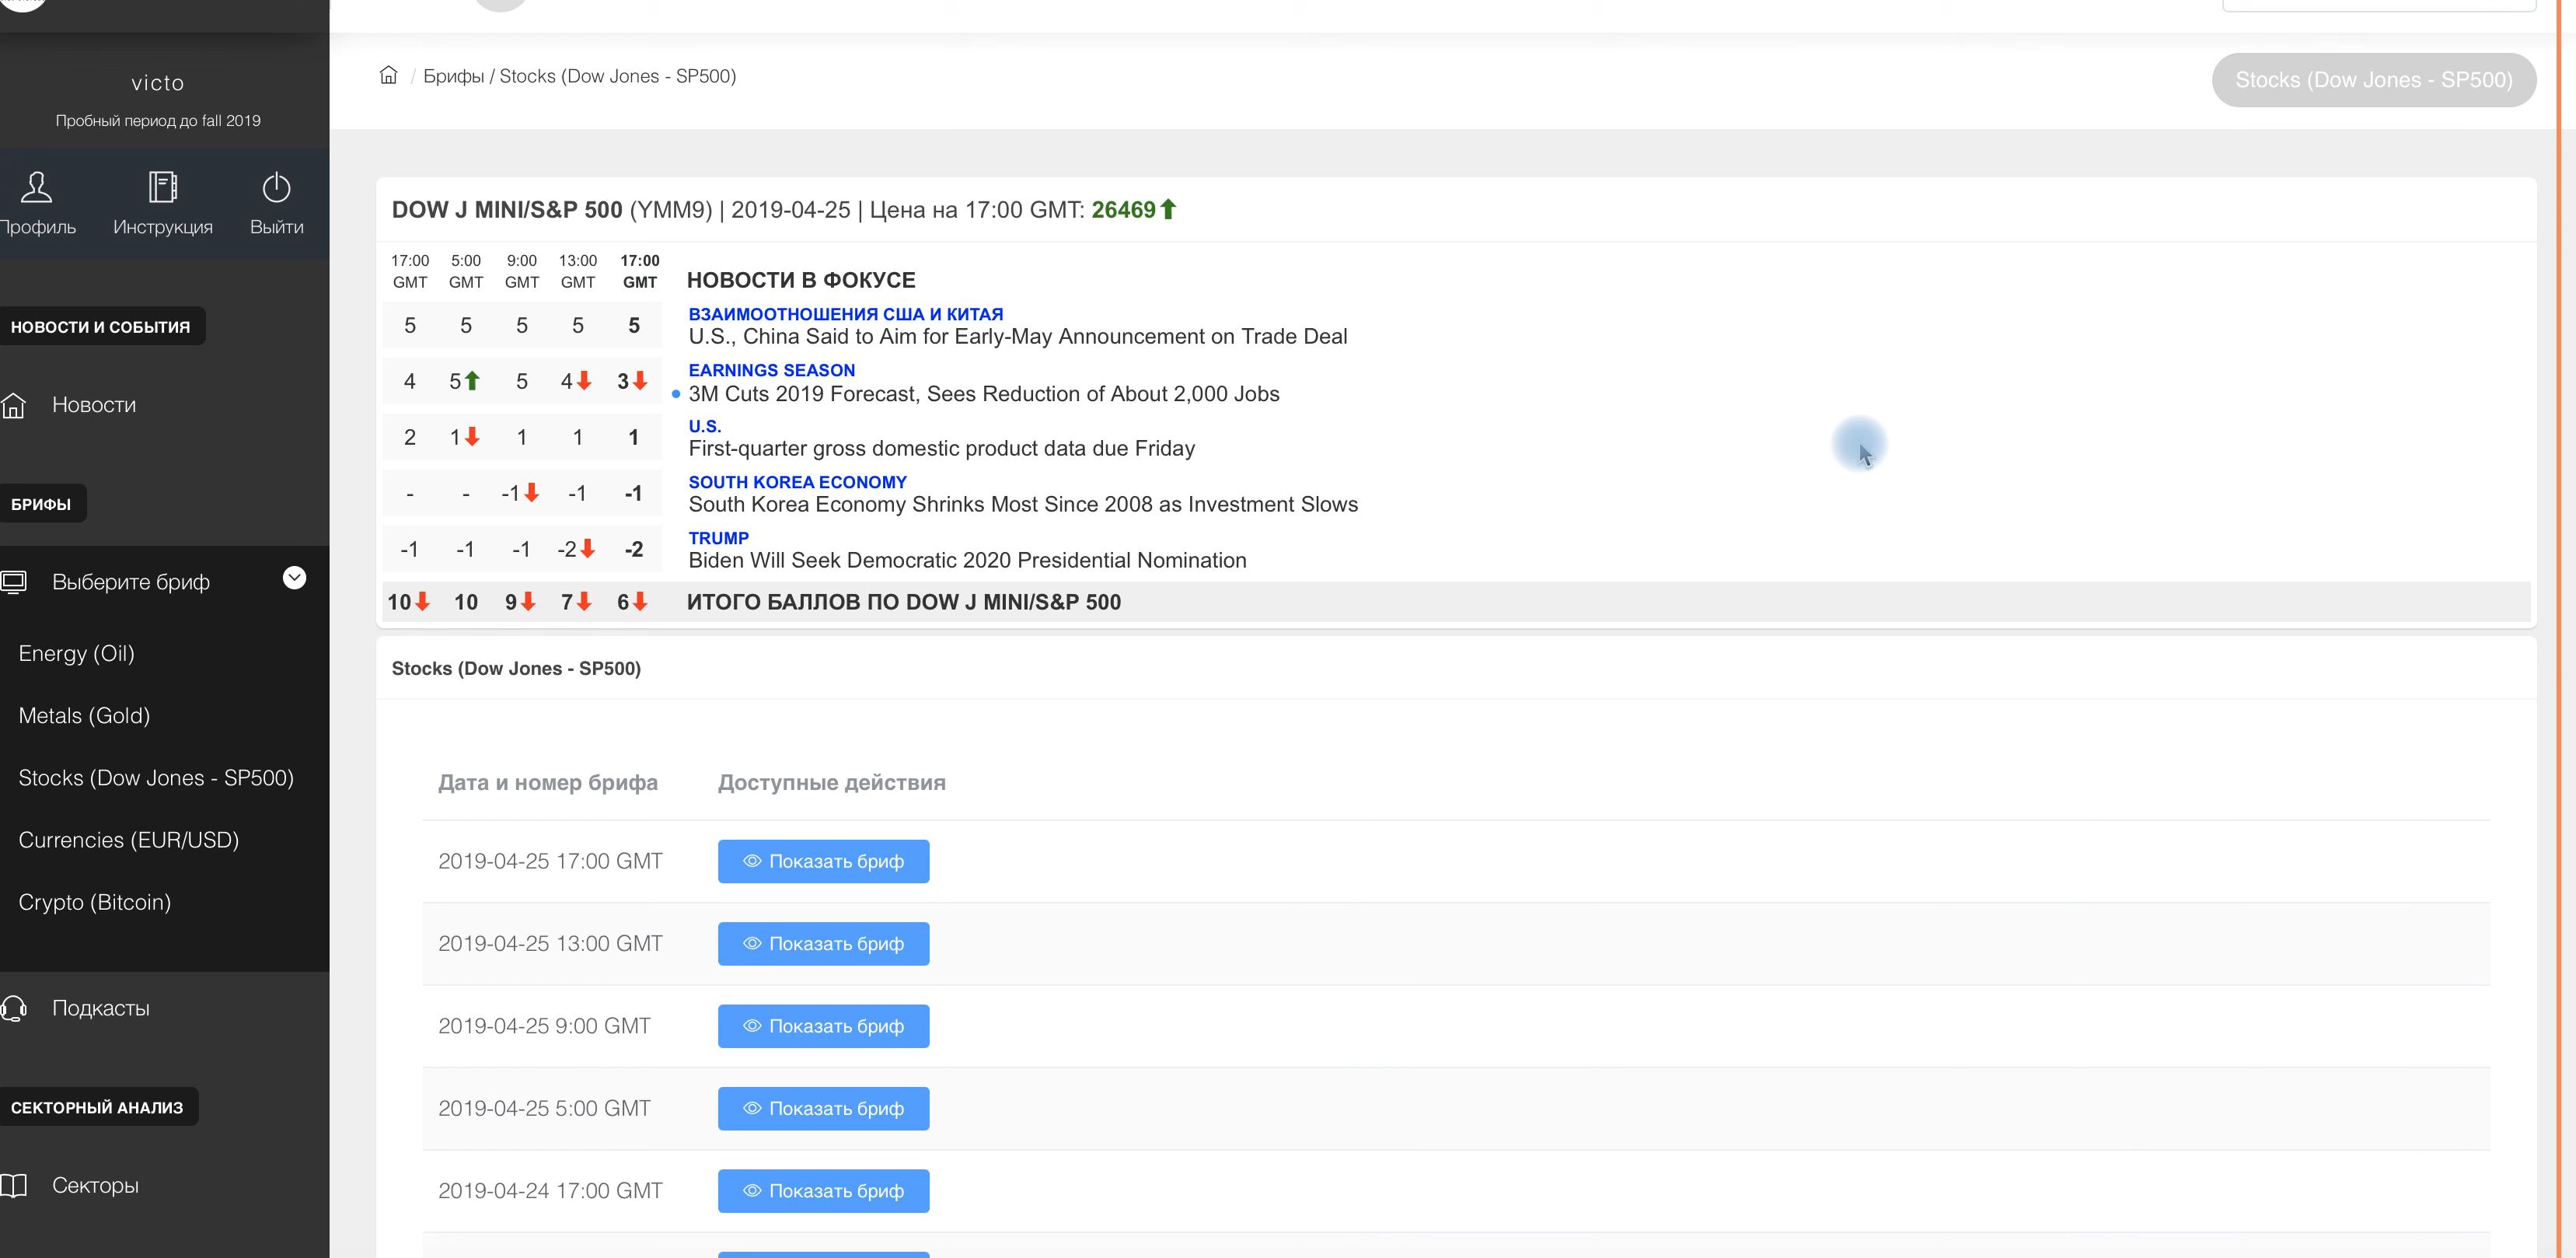 victo
Пробный период до fall 2019
Профиль
Инструкция
Выйти
НОВОСТИ И СОБЫТИЯ
Новости
БРИФЫ
Выберите бриф
Energy (Oil)
Metals (Gold)
Stocks (Dow Jones - SP500)
Currencies (EUR/USD)
Crypto (Bitcoin)
Подкасты
СЕКТОРНЫЙ АНАЛИЗ
Секторы
/ Брифы / Stocks (Dow Jones - SP500)
Stocks (Dow Jones - SP500)
DOW J MINI/S&P 500 (YMM9) | 2019-04-25 | Цена на 17:00 GMT: 26469
17:00 5:00 9:00 13:00 17:00
GMT GMT GMT GMT GMT
НОВОСТИ В ФОКУСЕ
5 5 5 5 5
ВЗАИМООТНОШЕНИЯ США И КИТАЯ
U.S., China Said to Aim for Early-May Announcement on Trade Deal
4 5 5 4 3
EARNINGS SEASON
3M Cuts 2019 Forecast, Sees Reduction of About 2,000 Jobs
2 1 1 1 1
U.S.
First-quarter gross domestic product data due Friday
- - -1 -1 -1
SOUTH KOREA ECONOMY
South Korea Economy Shrinks Most Since 2008 as Investment Slows
-1 -1 -1 -2 -2
TRUMP
Biden Will Seek Democratic 2020 Presidential Nomination
10 10 9 7 6 ИТОГО БАЛЛОВ ПО DOW J MINI/S&P 500
Stocks (Dow Jones - SP500)
Дата и номер брифа Доступные действия
2019-04-25 17:00 GMT Показать бриф
2019-04-25 13:00 GMT Показать бриф
2019-04-25 9:00 GMT Показать бриф
2019-04-25 5:00 GMT Показать бриф
2019-04-24 17:00 GMT Показать бриф